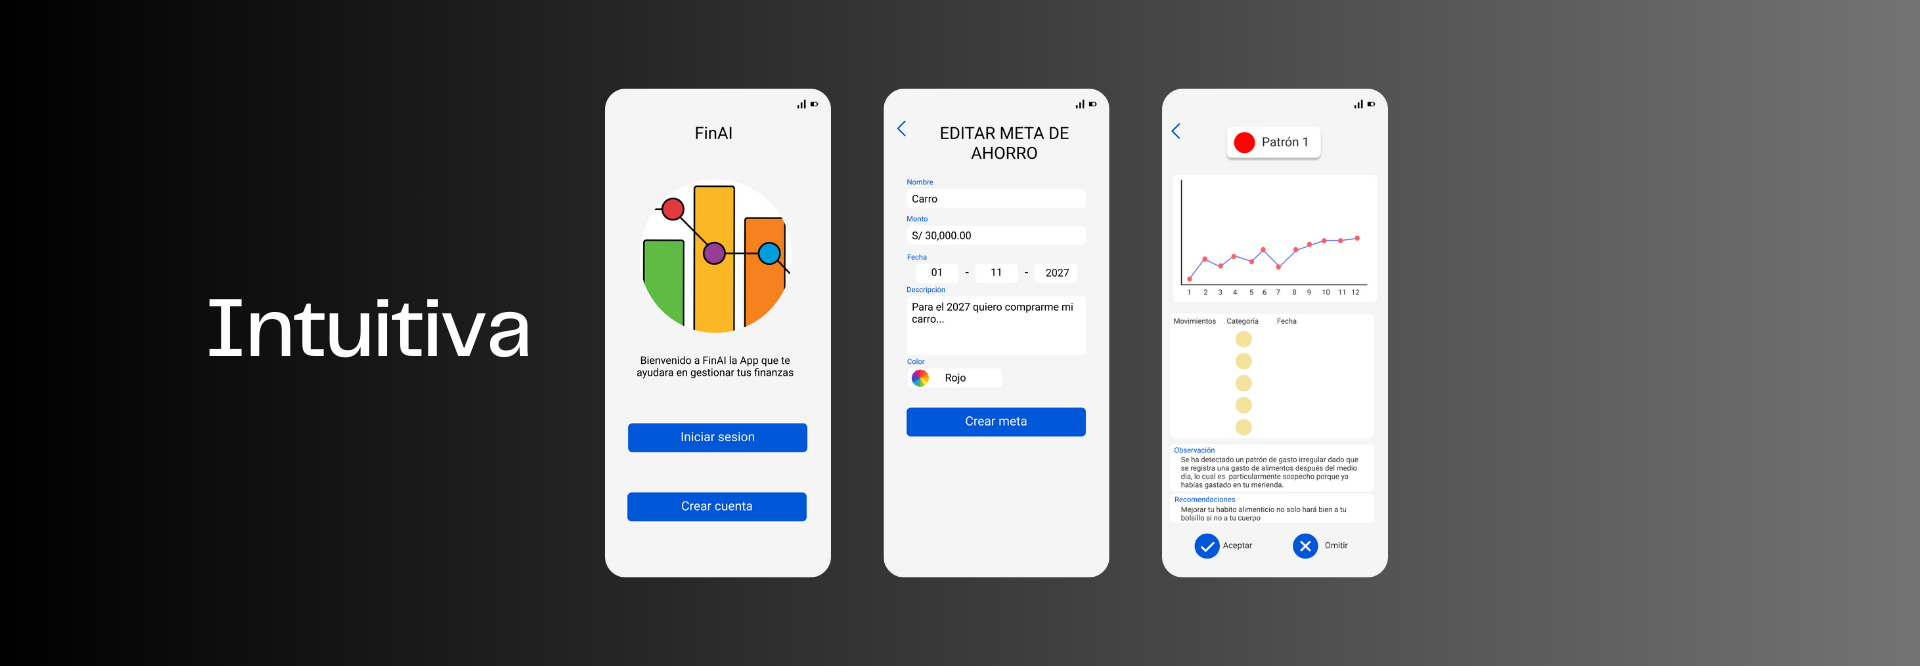 Intuitiva
FinAI
Bienvenido a FinAI la App que te
ayudara en gestionar tus finanzas
Iniciar sesion
Crear cuenta
EDITAR META DE
AHORRO
Nombre
Carro
Monto
S/ 30,000.00
Fecha
01 - 11 - 2027
Descripción
Para el 2027 quiero comprarme mi
carro...
Color
Rojo
Crear meta
Patrón 1
1 2 3 4 5 6 7 8 9 10 11 12
Movimientos Categoría Fecha
Observación
Se ha detectado un patrón de gasto irregular dado que
se registra una gasto de alimentos después del medio
día, lo cual es particularmente sospecho porque ya
habías gastado en tu merienda.
Recomendaciones
Mejorar tu habito alimenticio no solo hará bien a tu
bolsillo si no a tu cuerpo
Aceptar Omitir